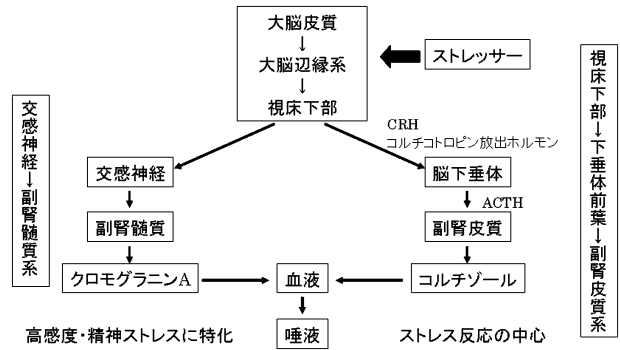 大脳皮質
↓
大脳辺縁系
↓
視床下部
ストレッサー
交感神経→副腎髄質系
視床下部→下垂体前葉→副腎皮質系
CRH
コルチコトロピン放出ホルモン
交感神経
脳下垂体
ACTH
副腎髄質
副腎皮質
クロモグラニンA
血液
コルチゾール
高感度・精神ストレスに特化
唾液
ストレス反応の中心